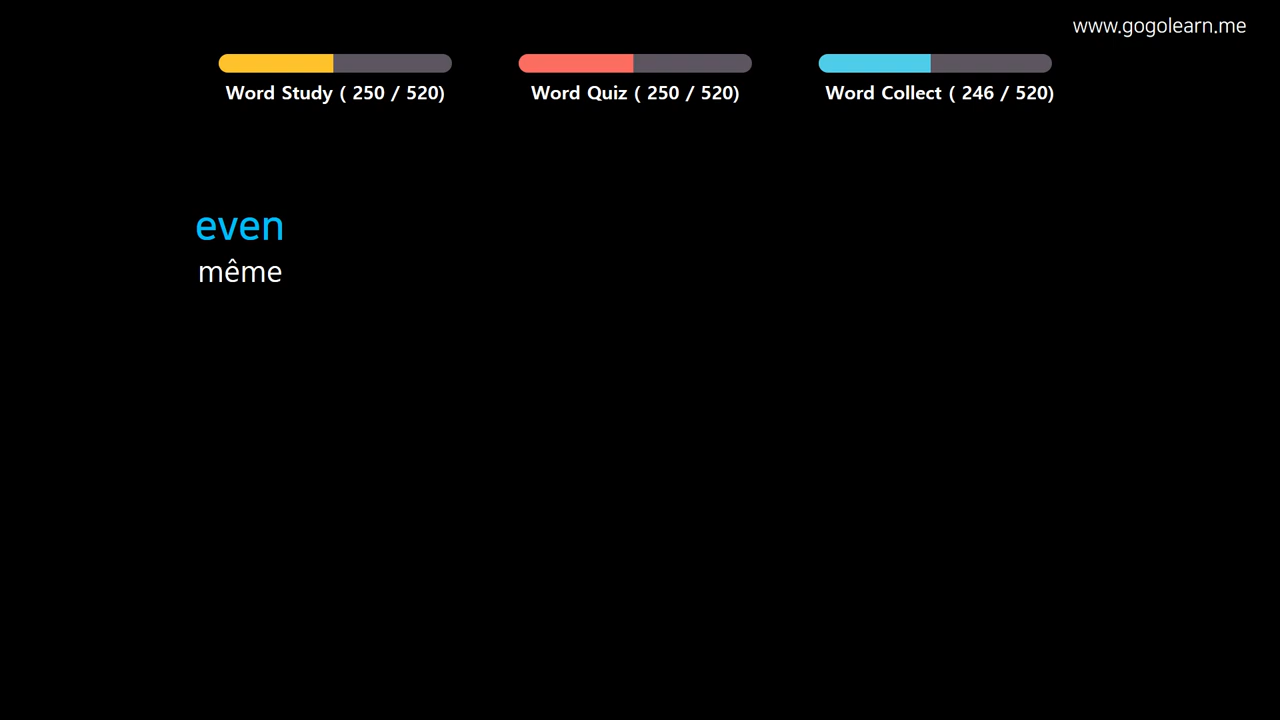 www.gogolearn.me
Word Study ( 250 / 520)
Word Quiz ( 250 / 520)
Word Collect ( 246 / 520)
even
même